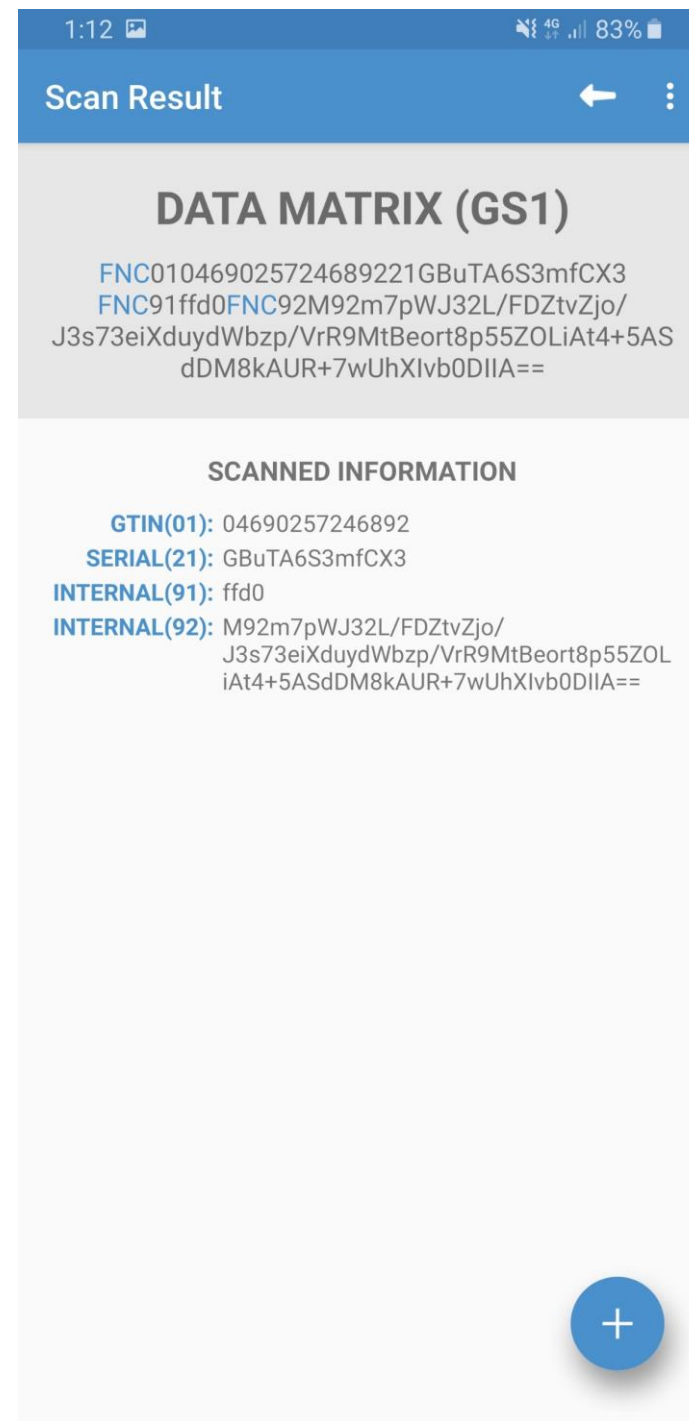 1:12
4G 83%
Scan Result
DATA MATRIX (GS1)
FNC010469025724689221GBuTA6S3mfCX3
FNC91ffd0FNC92M92m7pWJ32L/FDZtvZjo/
J3s73eiXduydWbzp/VrR9MtBeort8p55ZOLiAt4+5AS
dDM8kAUR+7wUhXIvb0DIIA==
SCANNED INFORMATION
GTIN(01): 04690257246892
SERIAL(21): GBuTA6S3mfCX3
INTERNAL(91): ffd0
INTERNAL(92): M92m7pWJ32L/FDZtvZjo/
J3s73eiXduydWbzp/VrR9MtBeort8p55ZOL
iAt4+5ASdDM8kAUR+7wUhXIvb0DIIA==